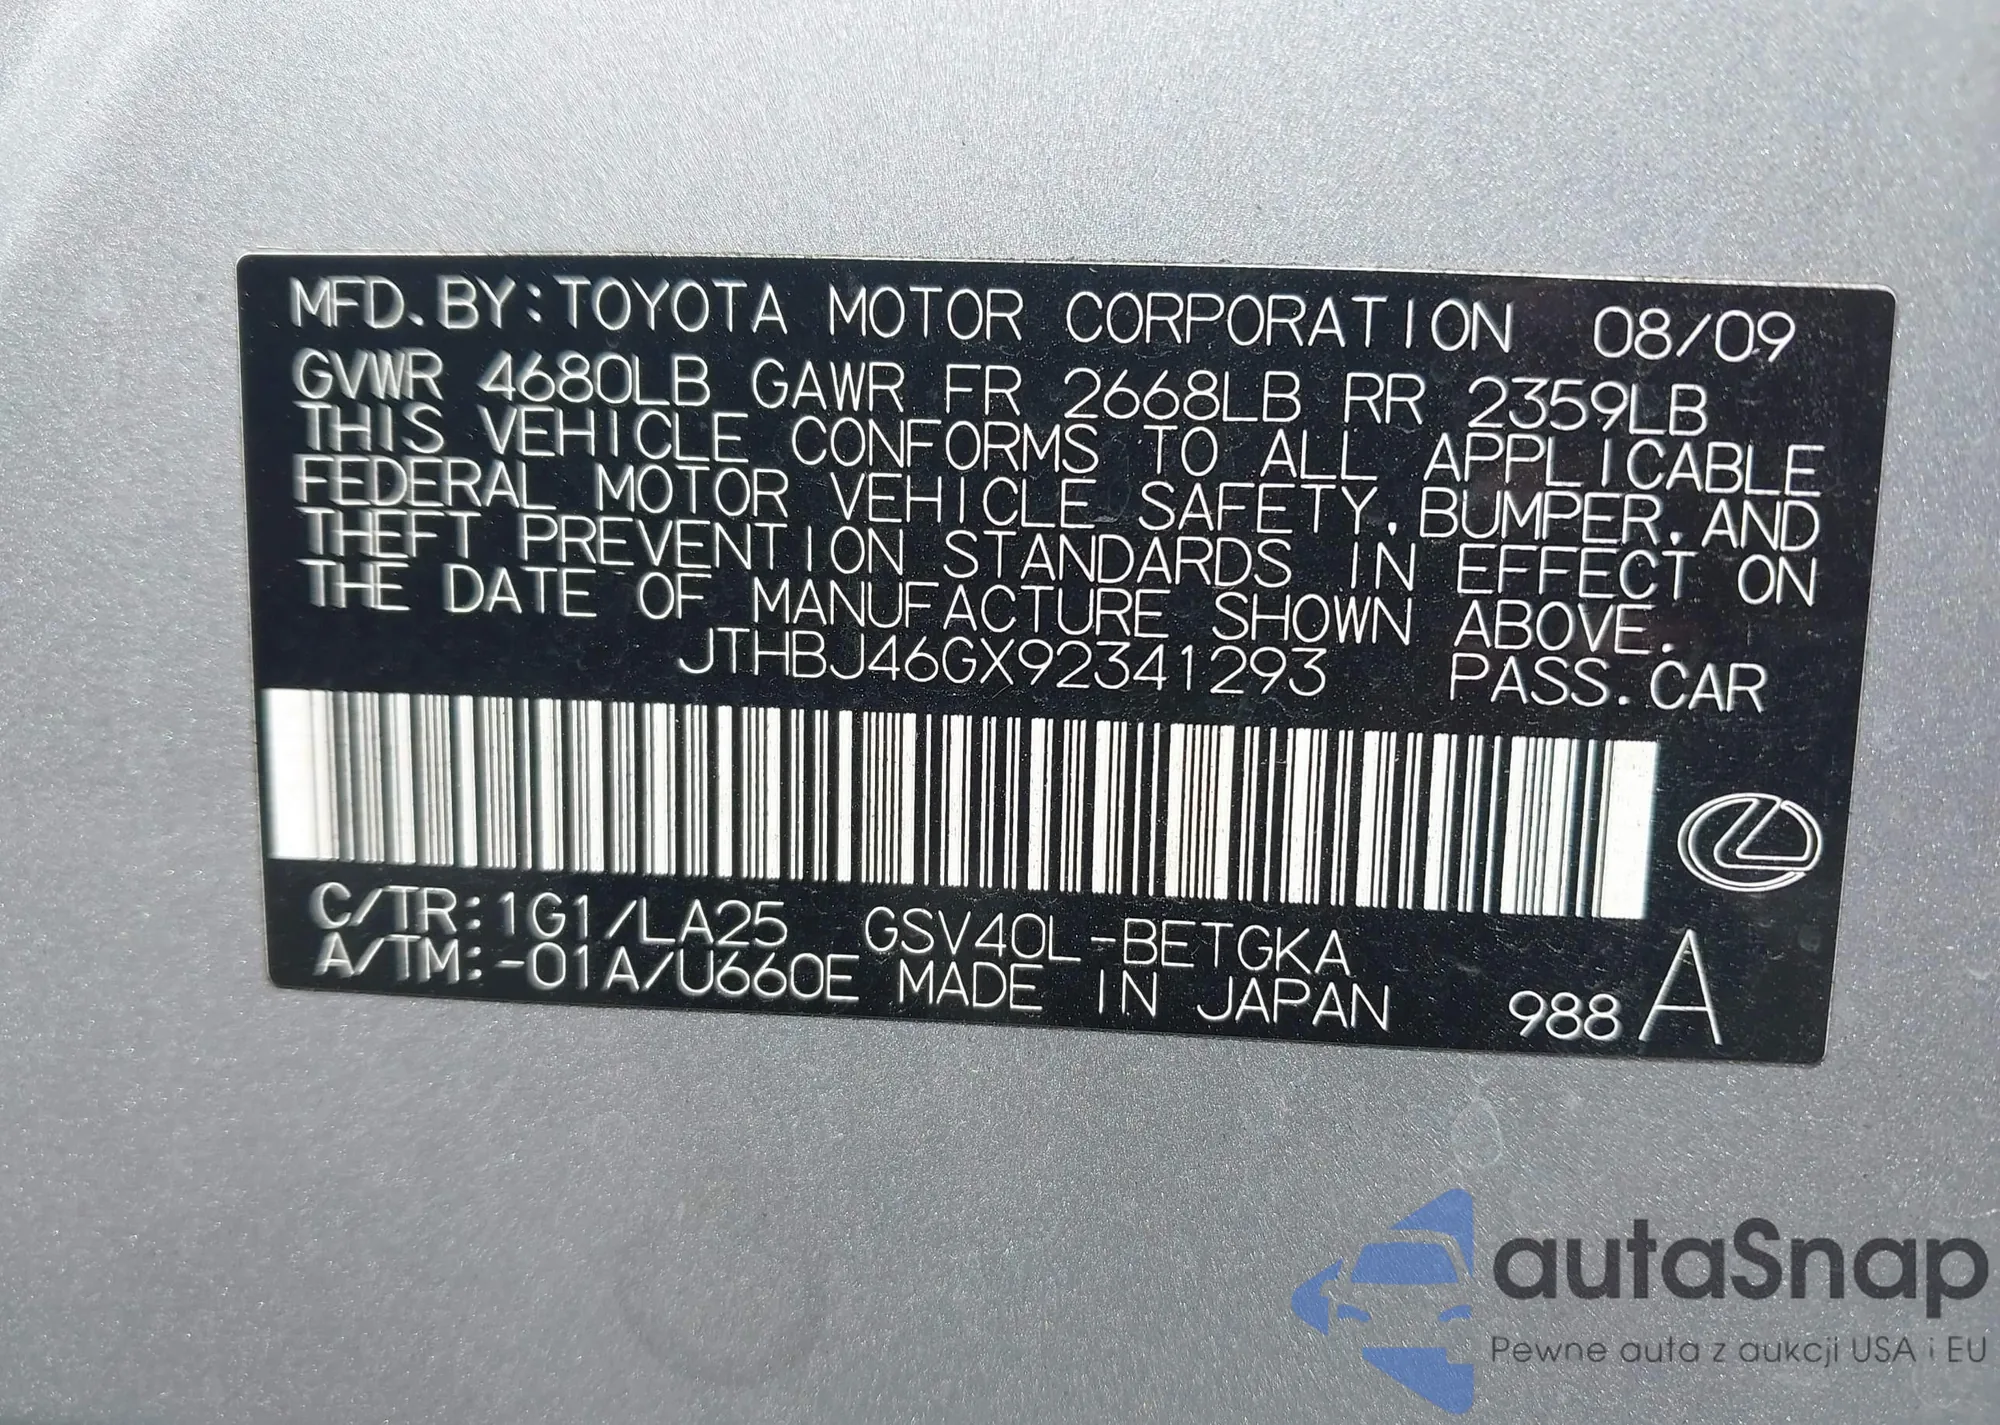 MFD. BY: TOYOTA MOTOR CORPORATION 08/09
GVWR 4680LB GAWR FR 2668LB RR 2359LB
THIS VEHICLE CONFORMS TO ALL APPLICABLE
FEDERAL MOTOR VEHICLE SAFETY, BUMPER, AND
THEFT PREVENTION STANDARDS IN EFFECT ON
THE DATE OF MANUFACTURE SHOWN ABOVE.
JTHBJ46GX92341293 PASS. CAR
C/TR: 1G1/LA25 GSV40L-BETGKA
A/TM: -01A/U660E MADE IN JAPAN 988 A
autaSnap
Pewne auta z aukcji USA i EU